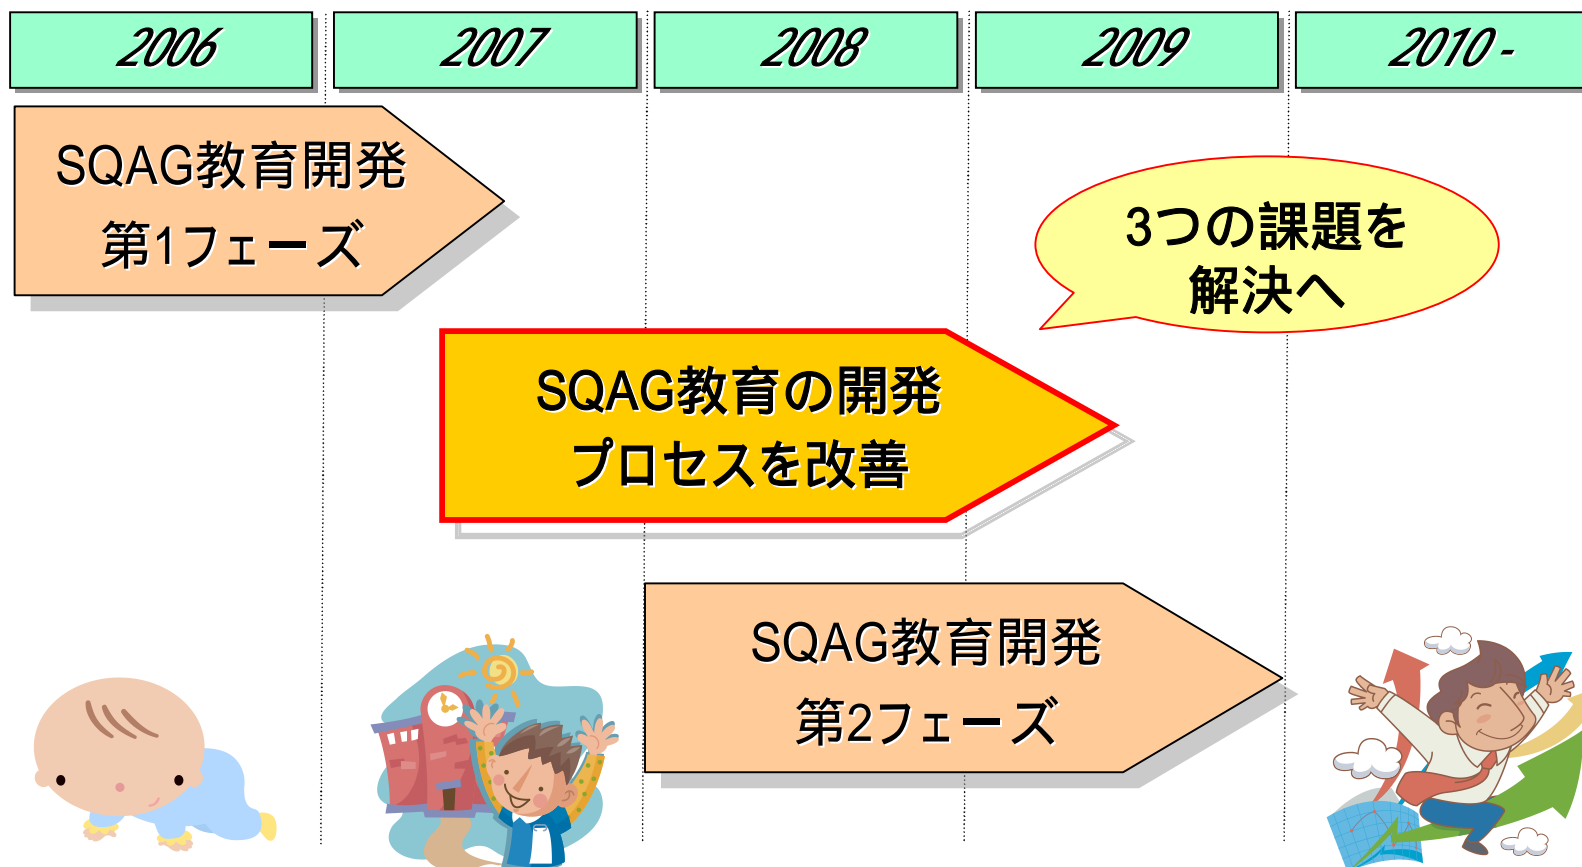 2006
2007
2008
2009
2010 -
SQAG教育開発
第1フェーズ
3つの課題を
解決へ
SQAG教育の開発
プロセスを改善
SQAG教育開発
第2フェーズ